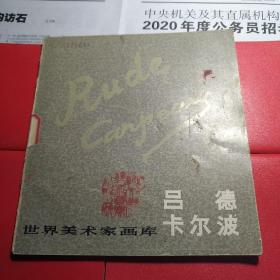 的访石
中央机关及其直属机构
2020年度公务员招
Rude
Carpeaux
吕 德
卡尔波
世界美术家画库